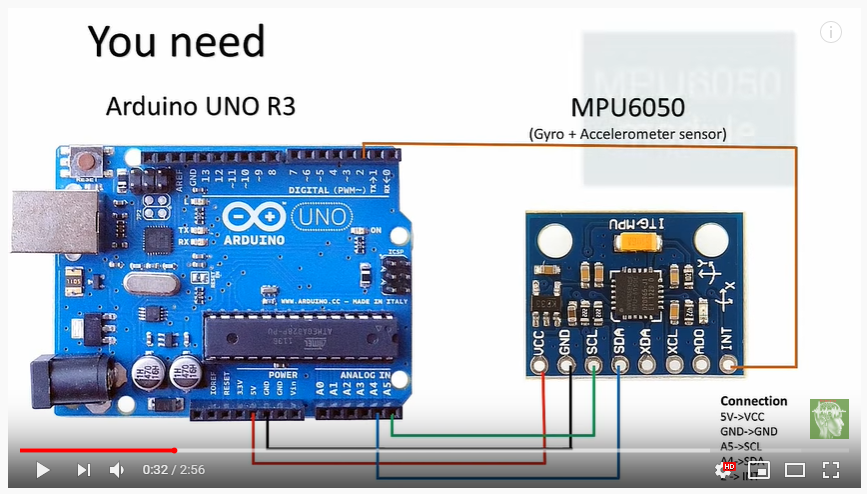 You need
Arduino UNO R3
MPU6050
(Gyro + Accelerometer sensor)
RESET
AREF
GND
13
12
~11
~10
~9
8
7
~6
~5
4
~3
2
TX→1
RX←0
DIGITAL (PWM~)
L
TX
RX
UNO
ARDUINO
ON
ICSP
WWW.ARDUINO.CC - MADE IN ITALY
POWER
ANALOG IN
IOREF
RESET
3.3V
5V
GND
GND
Vin
A0
A1
A2
A3
A4
A5
ITG-MPU
Y
X
VCC
GND
SCL
SDA
XDA
XCL
ADO
INT
Connection
5V->VCC
GND->GND
A5->SCL
A4->SDA
0:32 / 2:56
HD